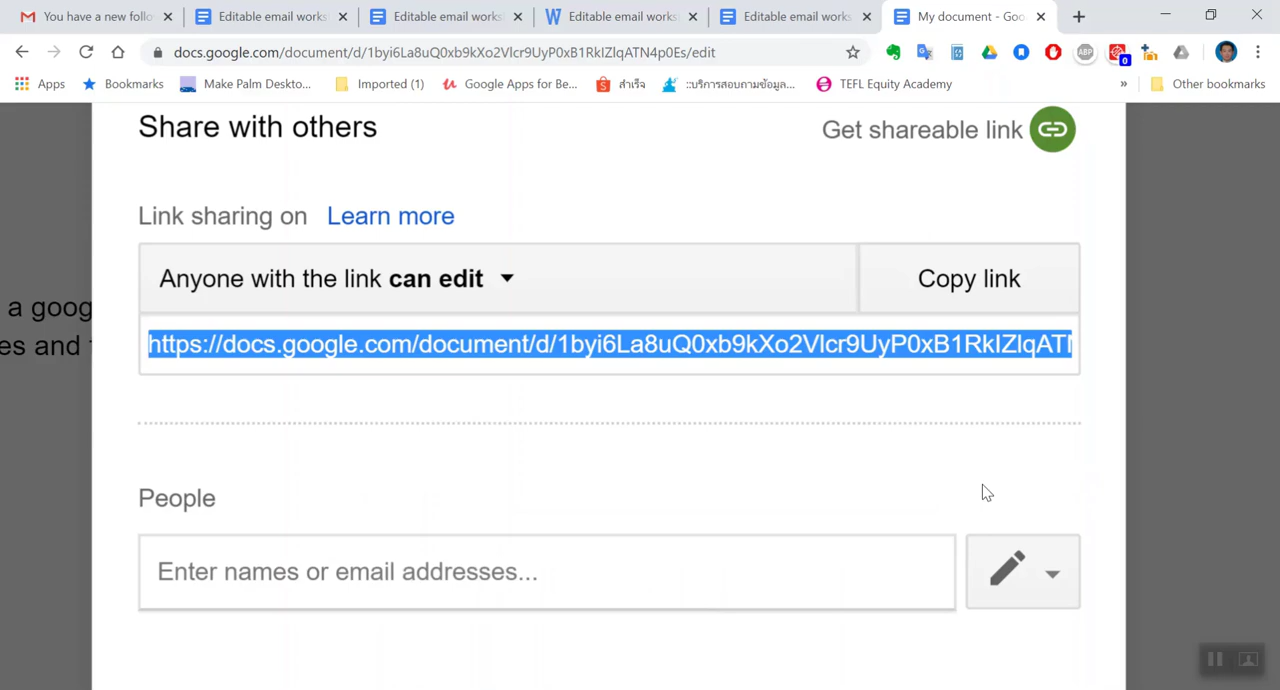 You have a new follo
Editable email works
Editable email works
Editable email works
Editable email works
My document - Goo
docs.google.com/document/d/1byi6La8uQ0xb9kXo2Vlcr9UyP0xB1RkIZlqATN4p0Es/edit
ABP
0
Apps
Bookmarks
Make Palm Deskto...
Imported (1)
Google Apps for Be...
สำเร็จ
::บริการสอบถามข้อมูล...
TEFL Equity Academy
»
Other bookmarks
Share with others
Get shareable link
Link sharing on Learn more
Anyone with the link can edit
Copy link
a goog
https://docs.google.com/document/d/1byi6La8uQ0xb9kXo2Vlcr9UyP0xB1RkIZlqATN
es and
People
Enter names or email addresses...